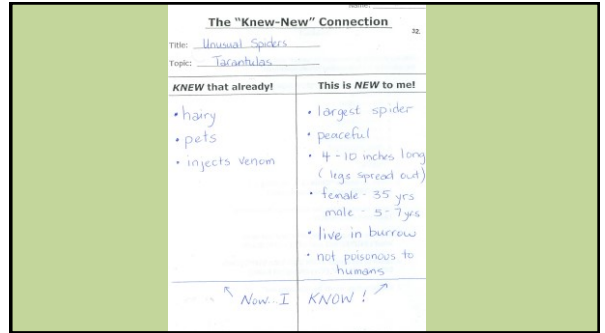 Name:
The "Knew-New" Connection
32.
Title: Unusual Spiders
Topic: Tarantulas
KNEW that already!
• hairy
• pets
• injects venom
This is NEW to me!
• largest spider
• peaceful
• 4-10 inches long
(legs spread out)
• female - 35 yrs
male - 5-7 yrs
• live in burrow
• not poisonous to
humans
Now I KNOW!